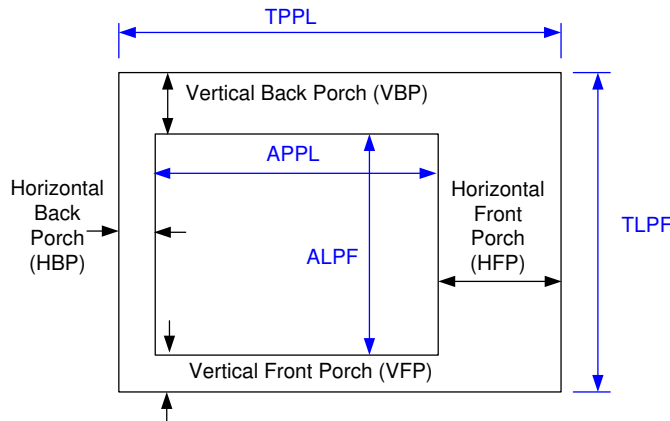 TPPL
Vertical Back Porch (VBP)
APPL
Horizontal
Back
Porch
(HBP)
Horizontal
Front
Porch
(HFP)
TLPF
ALPF
Vertical Front Porch (VFP)